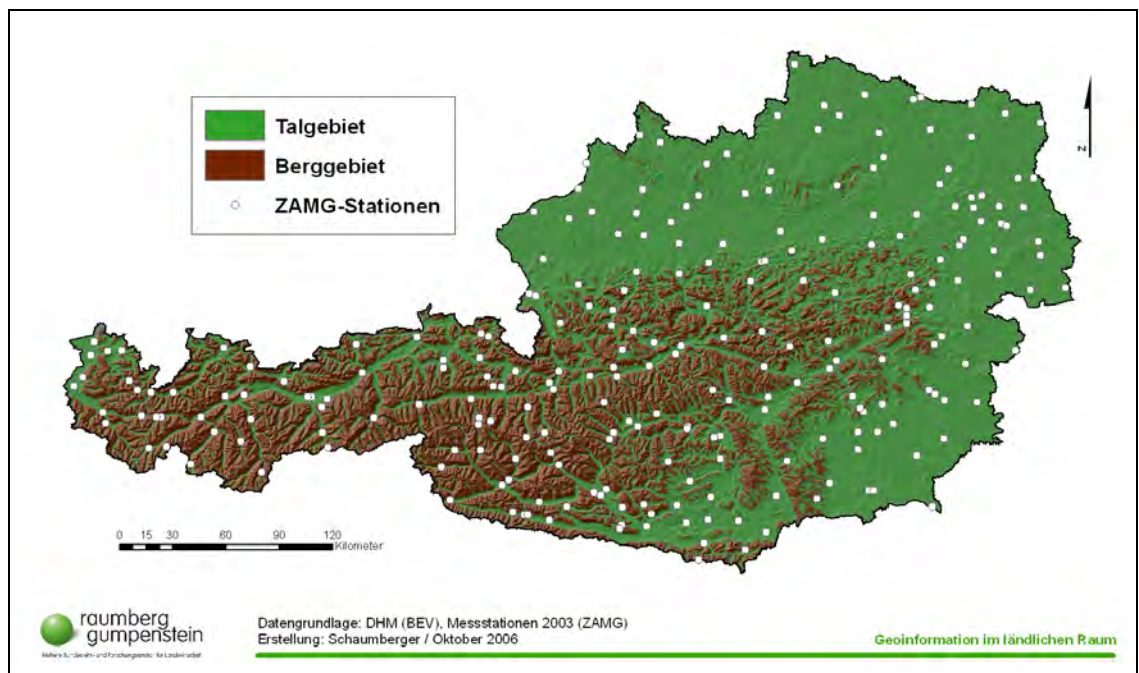 Talgebiet
Berggebiet
ZAMG-Stationen
N
0 15 30 60 90 120
Kilometer
raumberg
gumpenstein
Datengrundlage: DHM (BEV), Messstationen 2003 (ZAMG)
Erstellung: Schaumberger / Oktober 2006
Geoinformation im ländlichen Raum